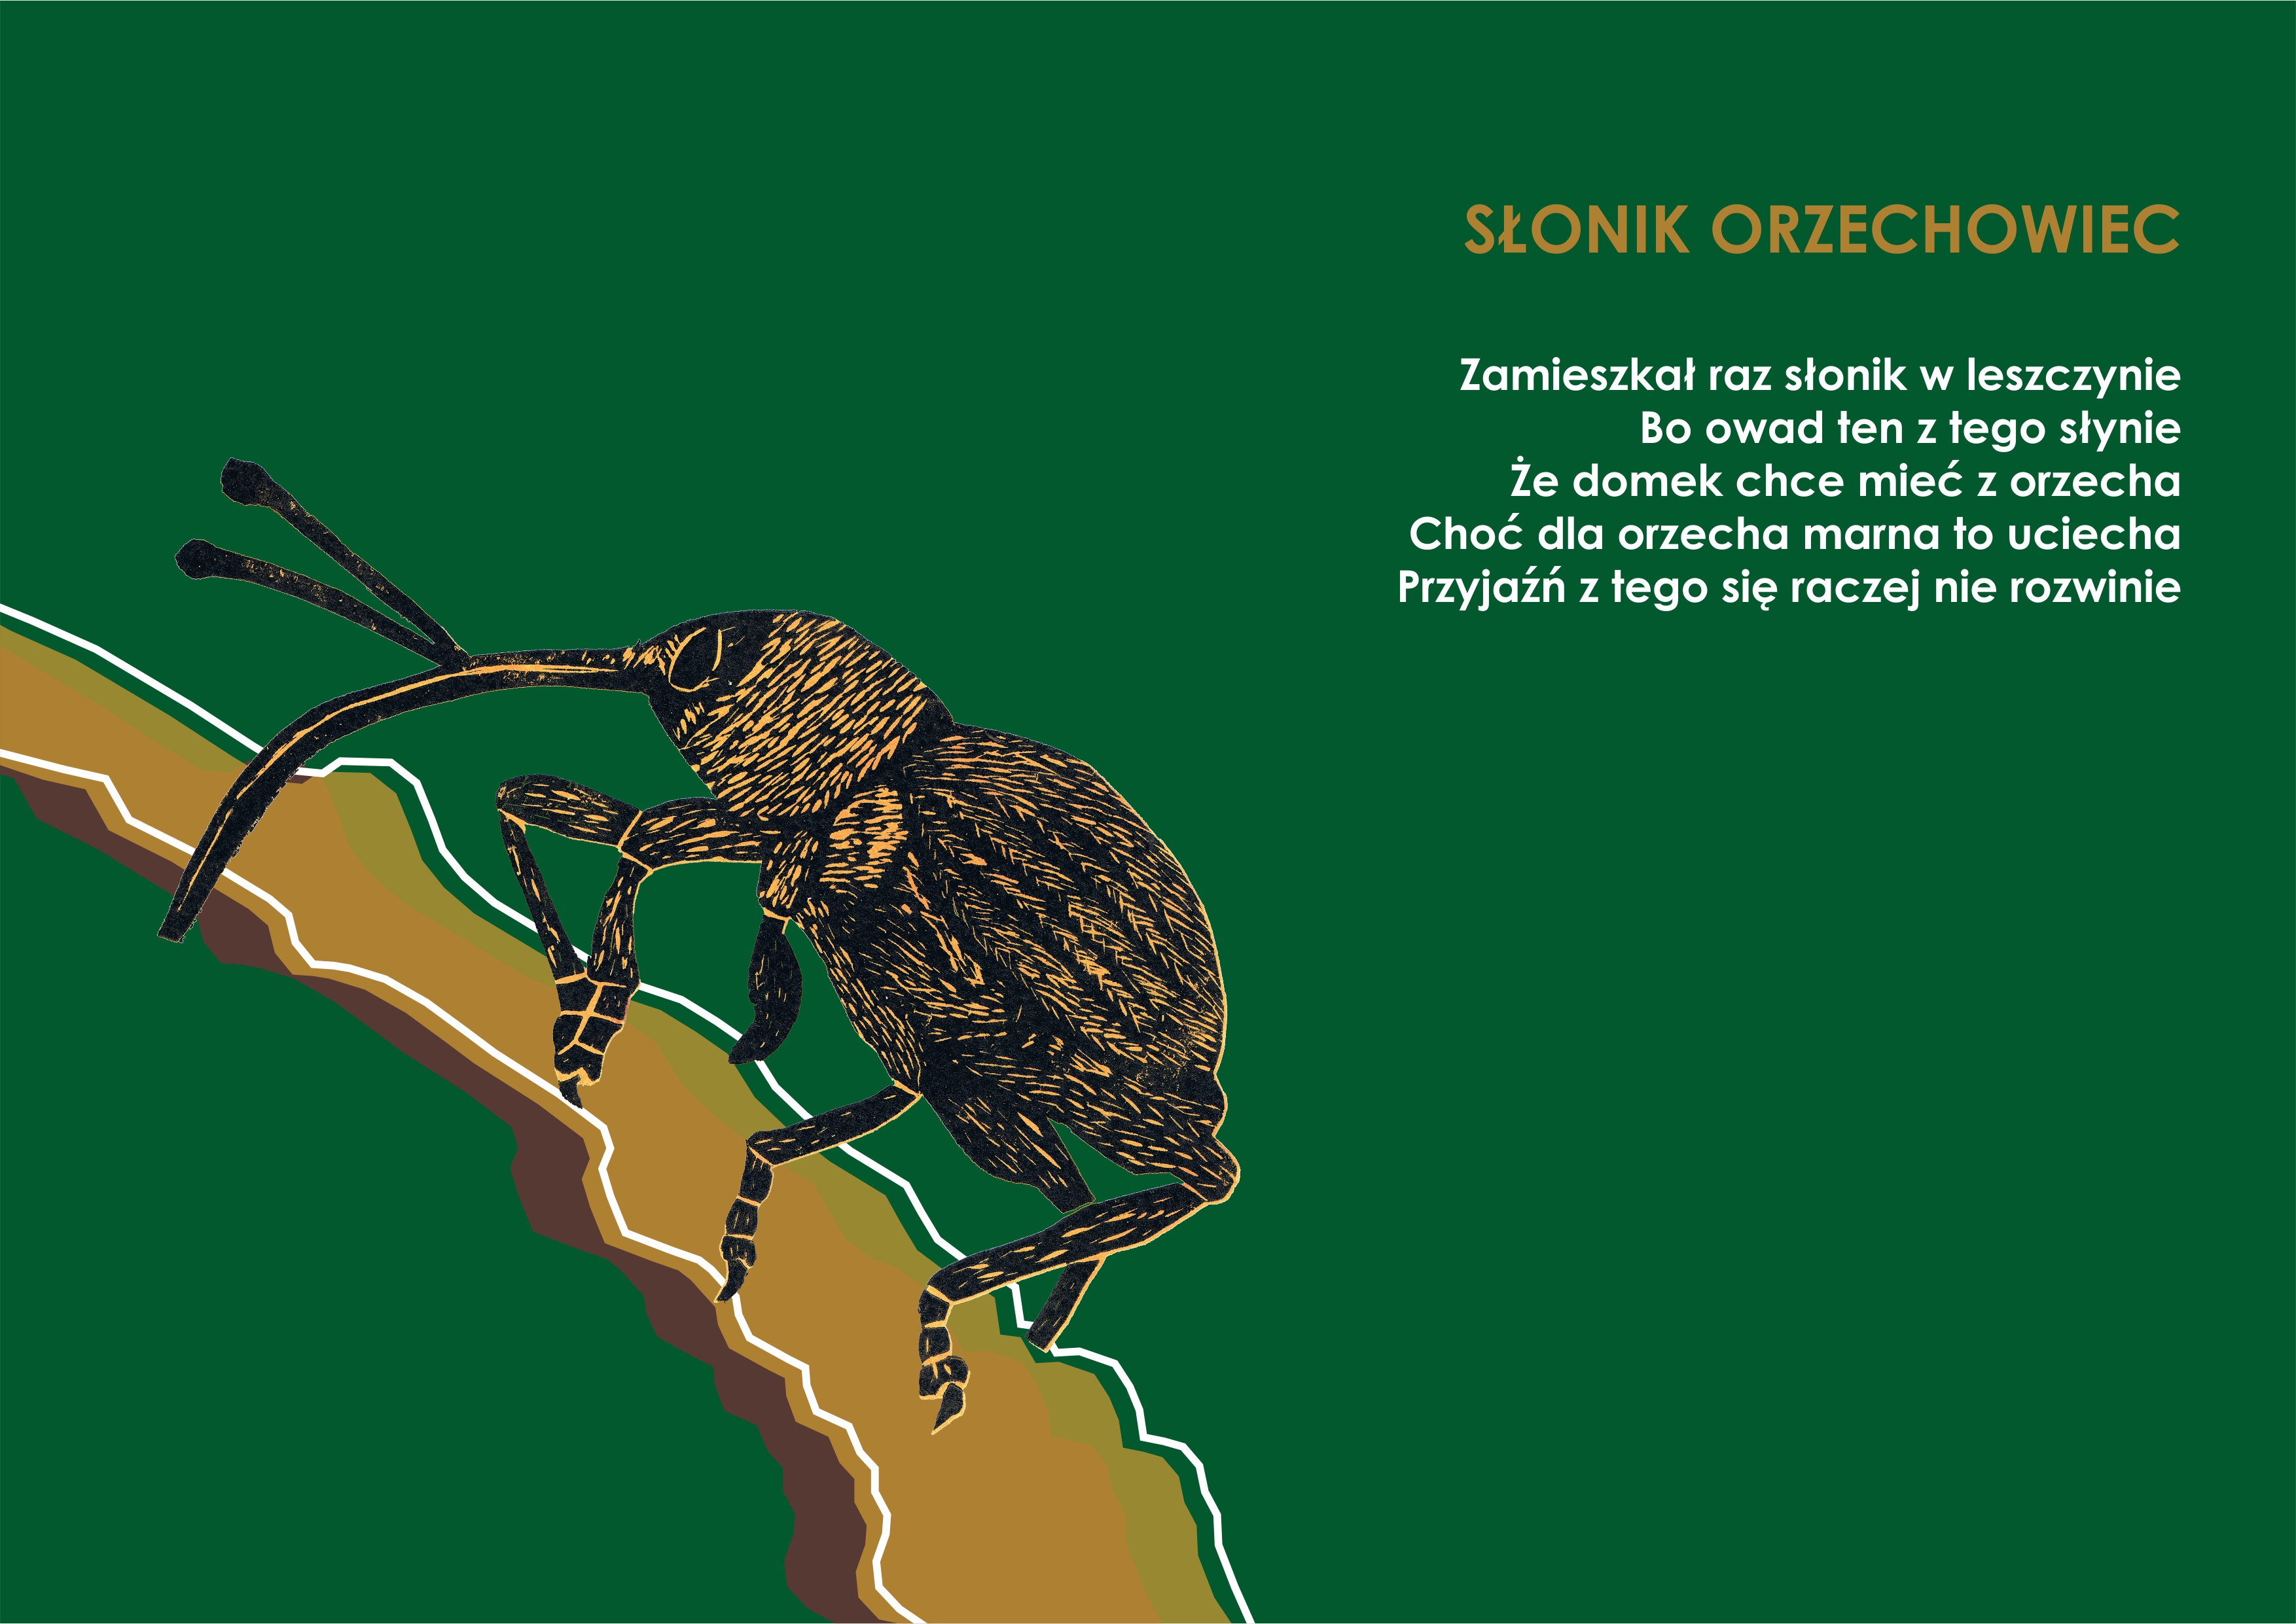 SŁONIK ORZECHOWIEC
Zamieszkał raz słonik w leszczynie
Bo owad ten z tego słynie
Że domek chce mieć z orzecha
Choć dla orzecha marna to uciecha
Przyjaźń z tego się raczej nie rozwinie